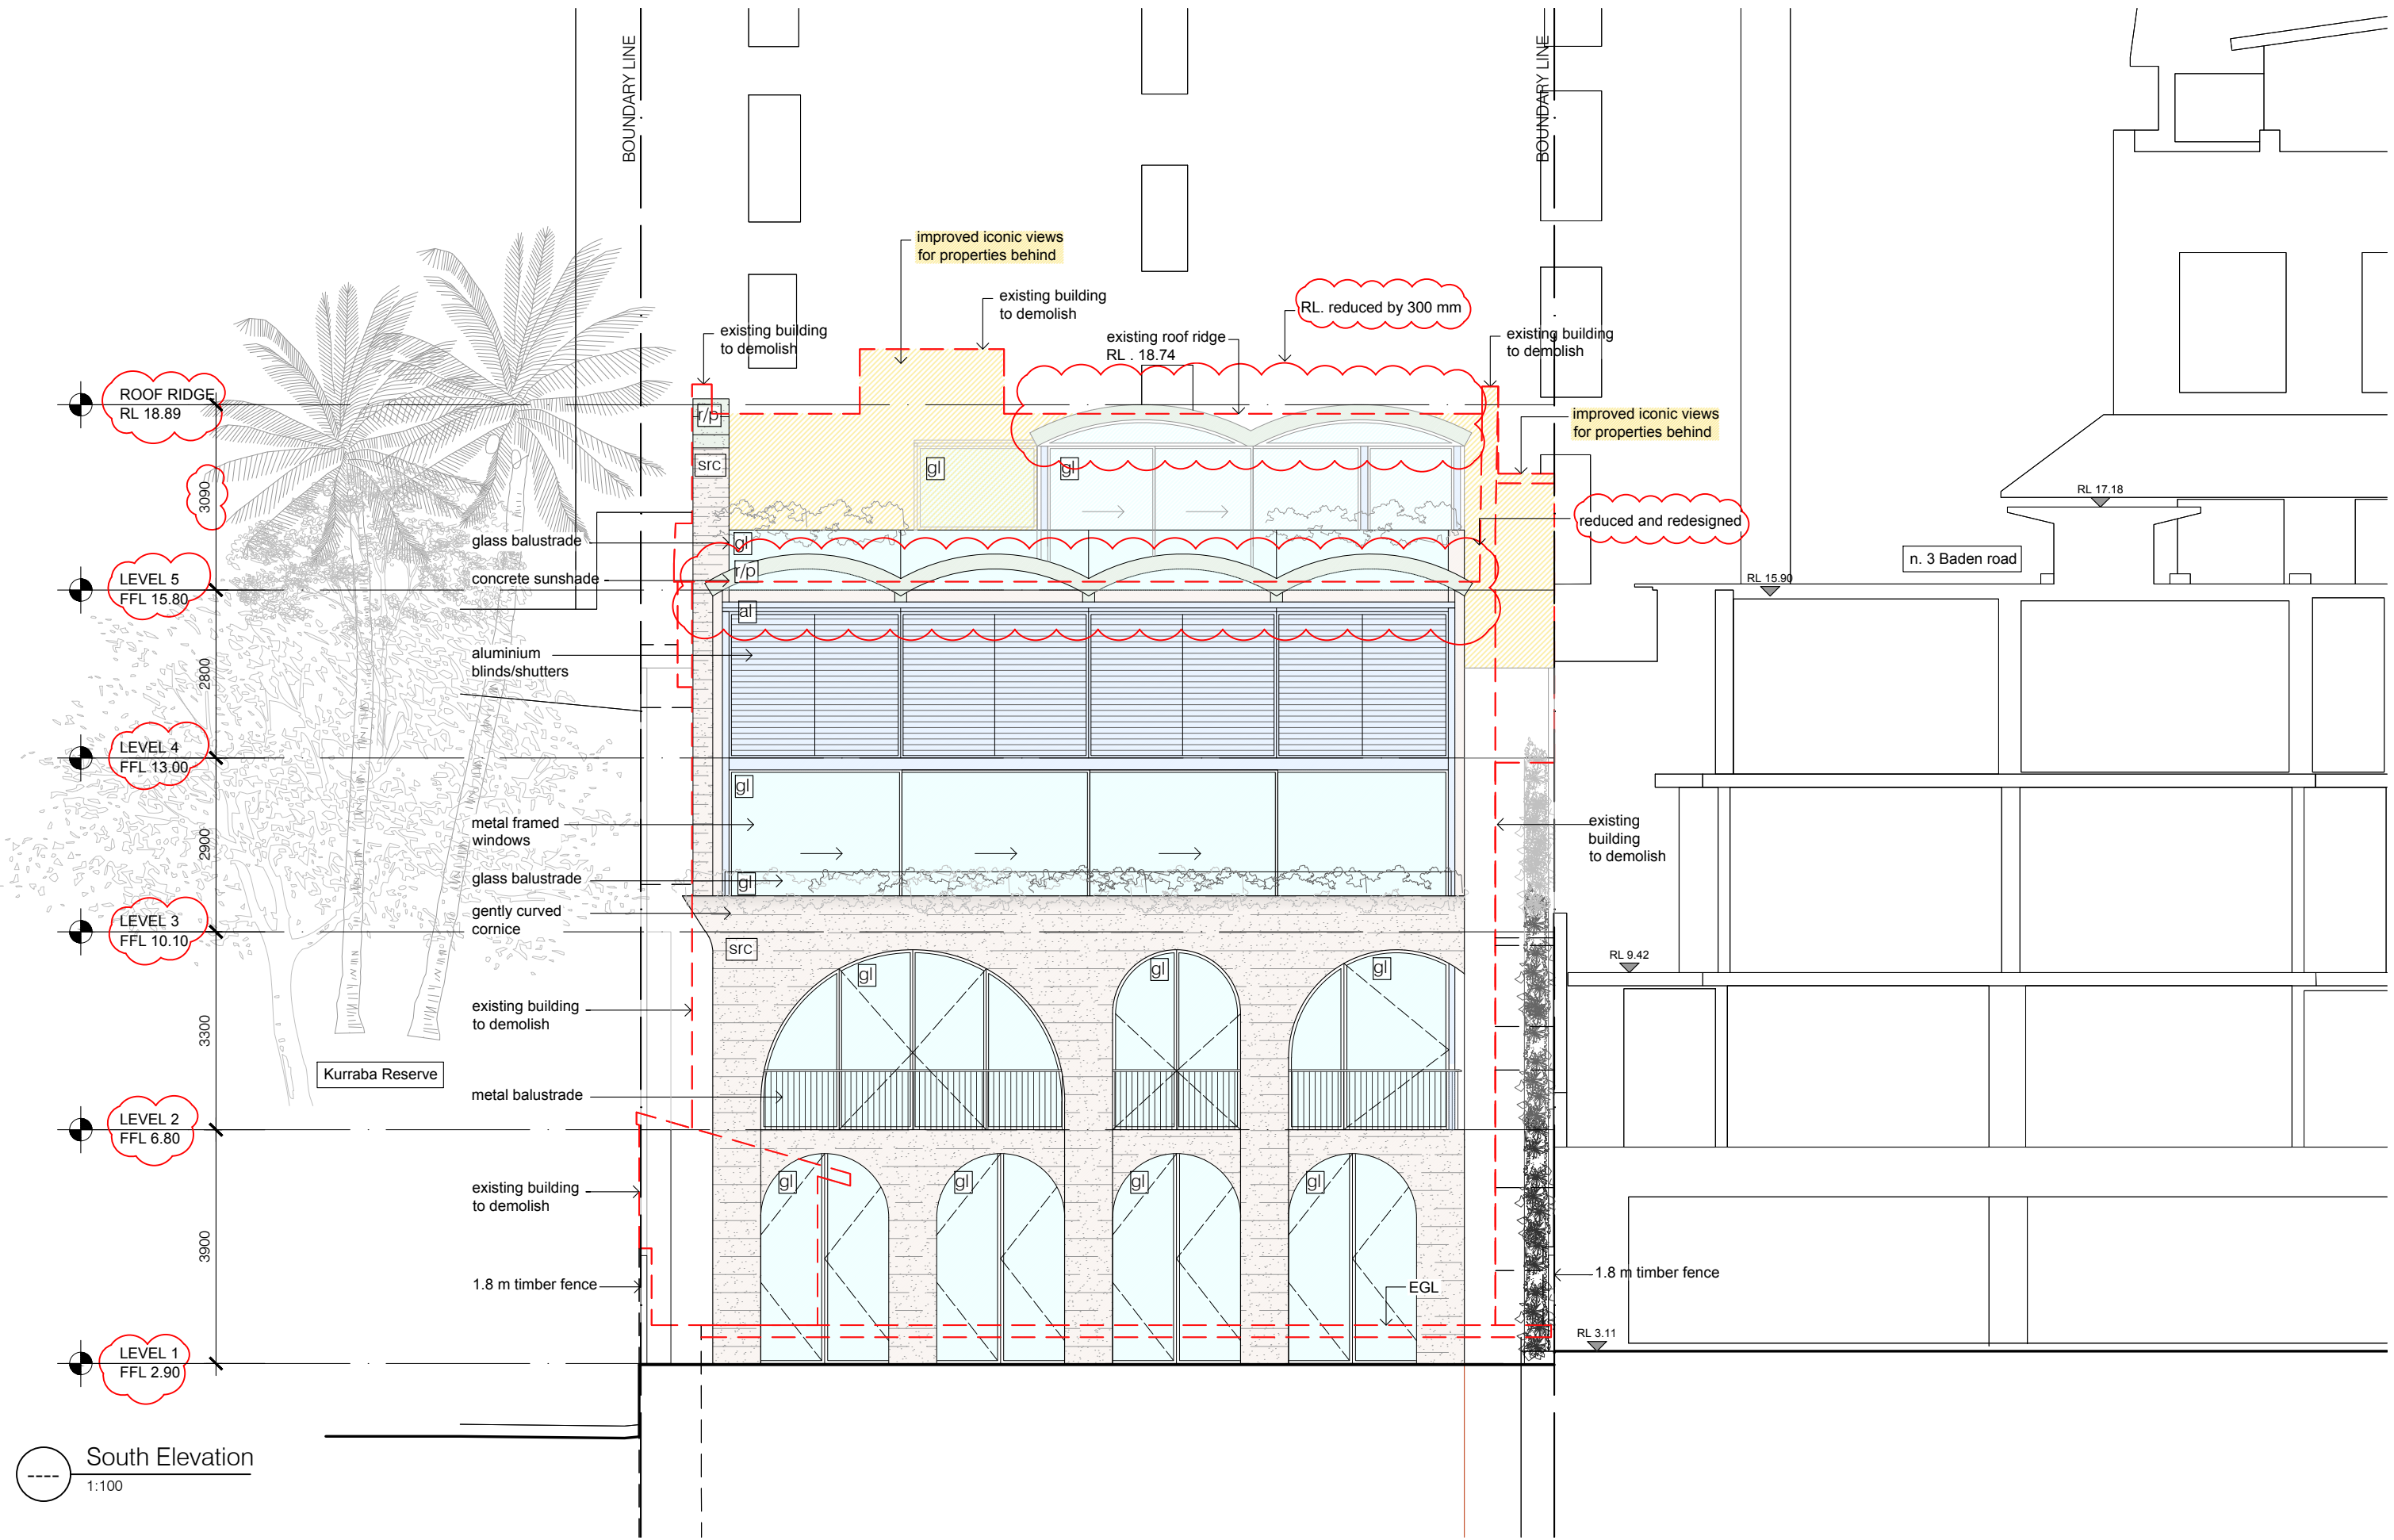 BOUNDARY LINE
BOUNDARY LINE
improved iconic views
for properties behind
existing building
to demolish
RL. reduced by 300 mm
existing building
to demolish
existing roof ridge
RL . 18.74
existing building
to demolish
ROOF RIDGE
RL 18.89
r/p
improved iconic views
for properties behind
src
gl
gl
3090
RL 17.18
reduced and redesigned
glass balustrade
gl
n. 3 Baden road
concrete sunshade
r/p
LEVEL 5
FFL 15.80
RL 15.90
al
aluminium
blinds/shutters
2800
LEVEL 4
FFL 13.00
gl
metal framed
windows
2900
existing
building
to demolish
glass balustrade
gl
gently curved
cornice
LEVEL 3
FFL 10.10
src
RL 9.42
gl
gl
gl
existing building
to demolish
3300
Kurraba Reserve
metal balustrade
LEVEL 2
FFL 6.80
gl
gl
gl
gl
existing building
to demolish
3900
1.8 m timber fence
EGL
1.8 m timber fence
RL 3.11
LEVEL 1
FFL 2.90
South Elevation
1:100